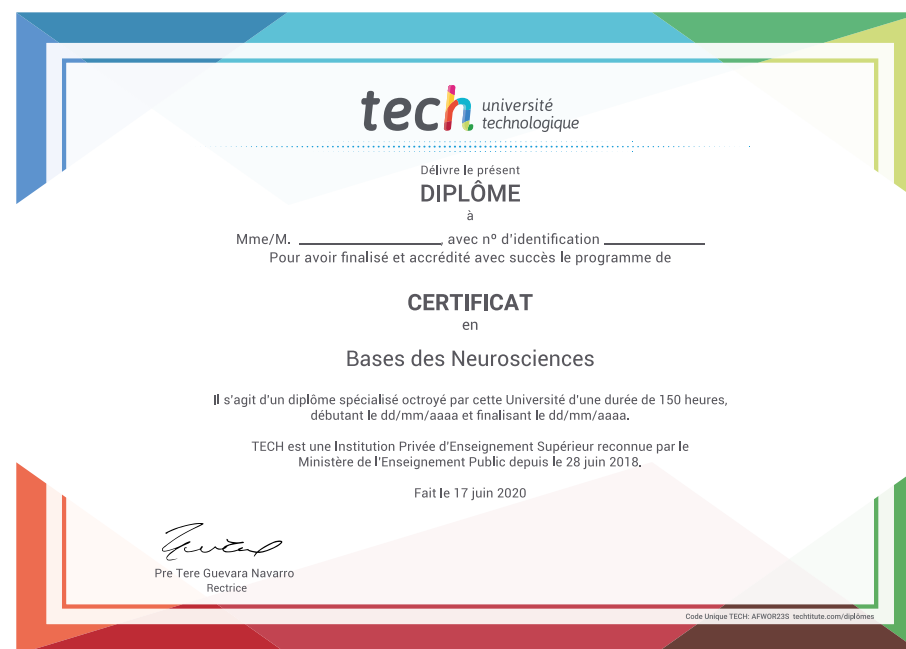 tech université
technologique
Délivre le présent
DIPLÔME
à
Mme/M. ____________________, avec nº d'identification ______________
Pour avoir finalisé et accrédité avec succès le programme de
CERTIFICAT
en
Bases des Neurosciences
Il s'agit d'un diplôme spécialisé octroyé par cette Université d'une durée de 150 heures,
débutant le dd/mm/aaaa et finalisant le dd/mm/aaaa.
TECH est une Institution Privée d'Enseignement Supérieur reconnue par le
Ministère de l'Enseignement Public depuis le 28 juin 2018.
Fait le 17 juin 2020
Pre Tere Guevara Navarro
Rectrice
Code Unique TECH: AFWOR23S techtitute.com/diplômes